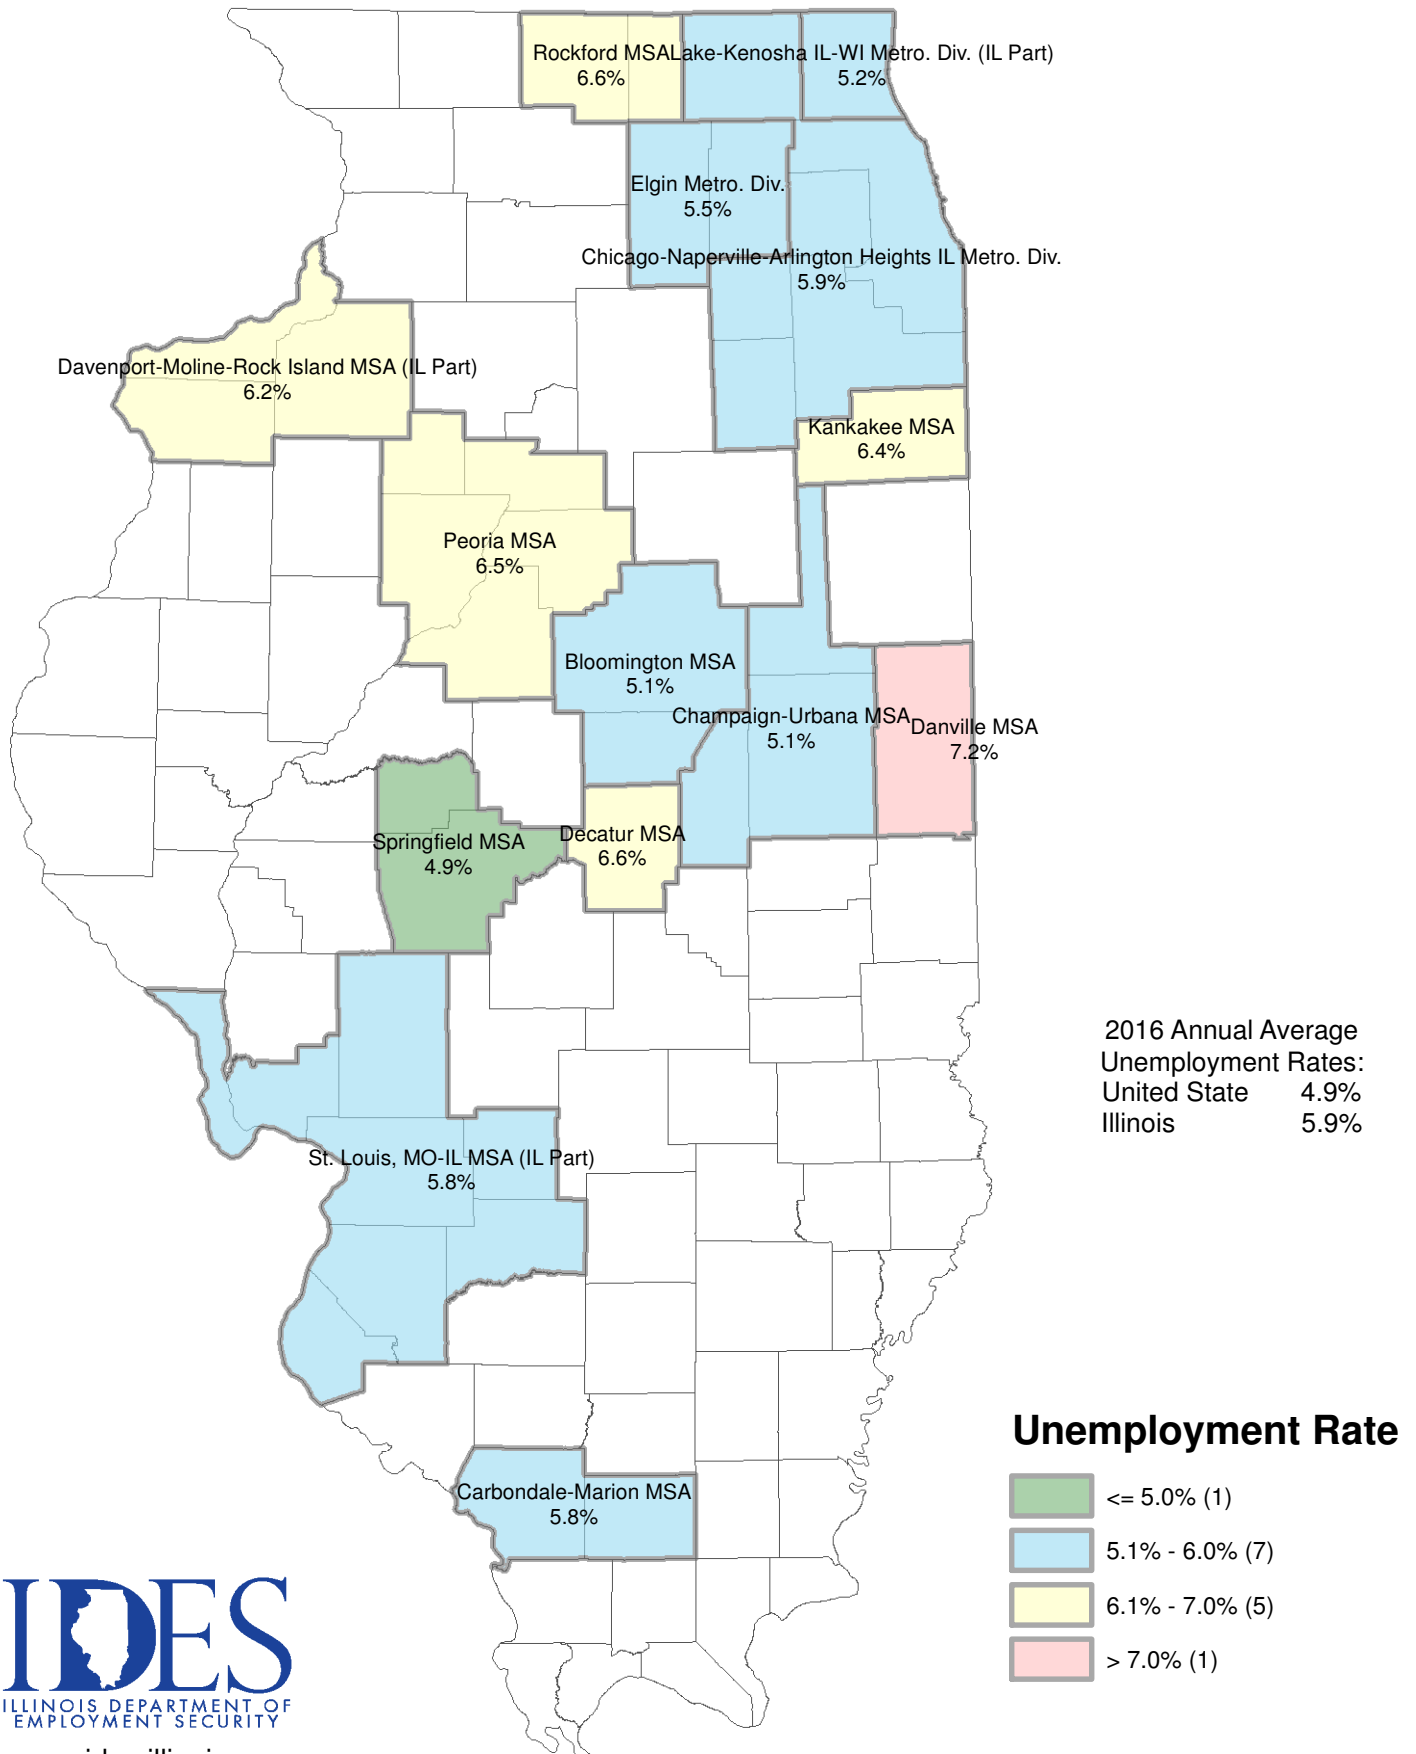 Rockford MSA
6.6%
Lake-Kenosha IL-WI Metro. Div. (IL Part)
5.2%
Elgin Metro. Div.
5.5%
Chicago-Naperville-Arlington Heights IL Metro. Div.
5.9%
Davenport-Moline-Rock Island MSA (IL Part)
6.2%
Kankakee MSA
6.4%
Peoria MSA
6.5%
Bloomington MSA
5.1%
Champaign-Urbana MSA
5.1%
Danville MSA
7.2%
Springfield MSA
4.9%
Decatur MSA
6.6%
2016 Annual Average
Unemployment Rates:
United State 4.9%
Illinois 5.9%
St. Louis, MO-IL MSA (IL Part)
5.8%
Carbondale-Marion MSA
5.8%
Unemployment Rate
<= 5.0% (1)
5.1% - 6.0% (7)
6.1% - 7.0% (5)
> 7.0% (1)
IDES
ILLINOIS DEPARTMENT OF
EMPLOYMENT SECURITY